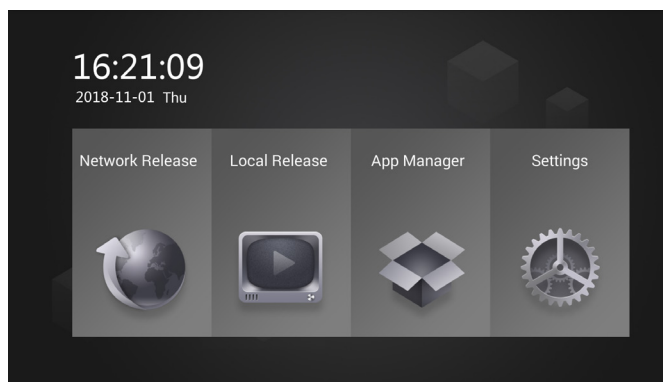 16:21:09
2018-11-01 Thu
Network Release
Local Release
App Manager
Settings